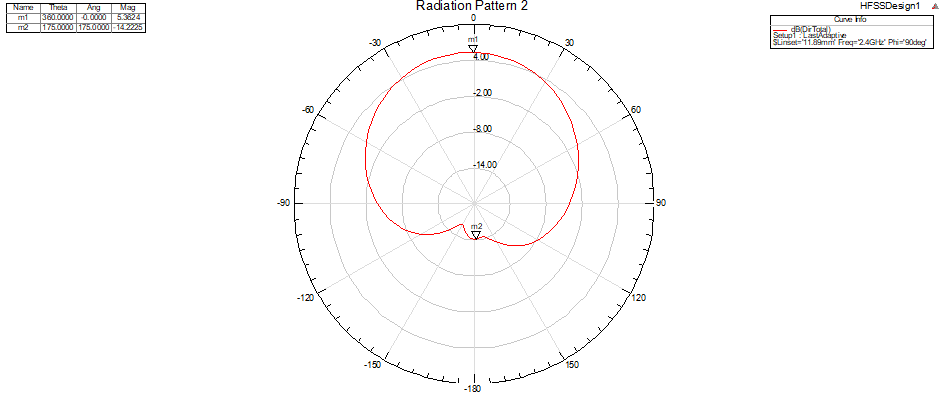 Radiation Pattern 2
HFSSDesign1
Name Theta Ang Mag
m1 360.0000 -0.0000 5.3624
m2 175.0000 175.0000 -14.2225
Curve Info
dB(DirTotal)
Setup1 : LastAdaptive
$Linset='11.89mm' Freq='2.4GHz' Phi='90deg'
0
-30
m1
30
4.00
-60
-2.00
60
-8.00
-14.00
-90
90
m2
-120
120
-150
150
-180